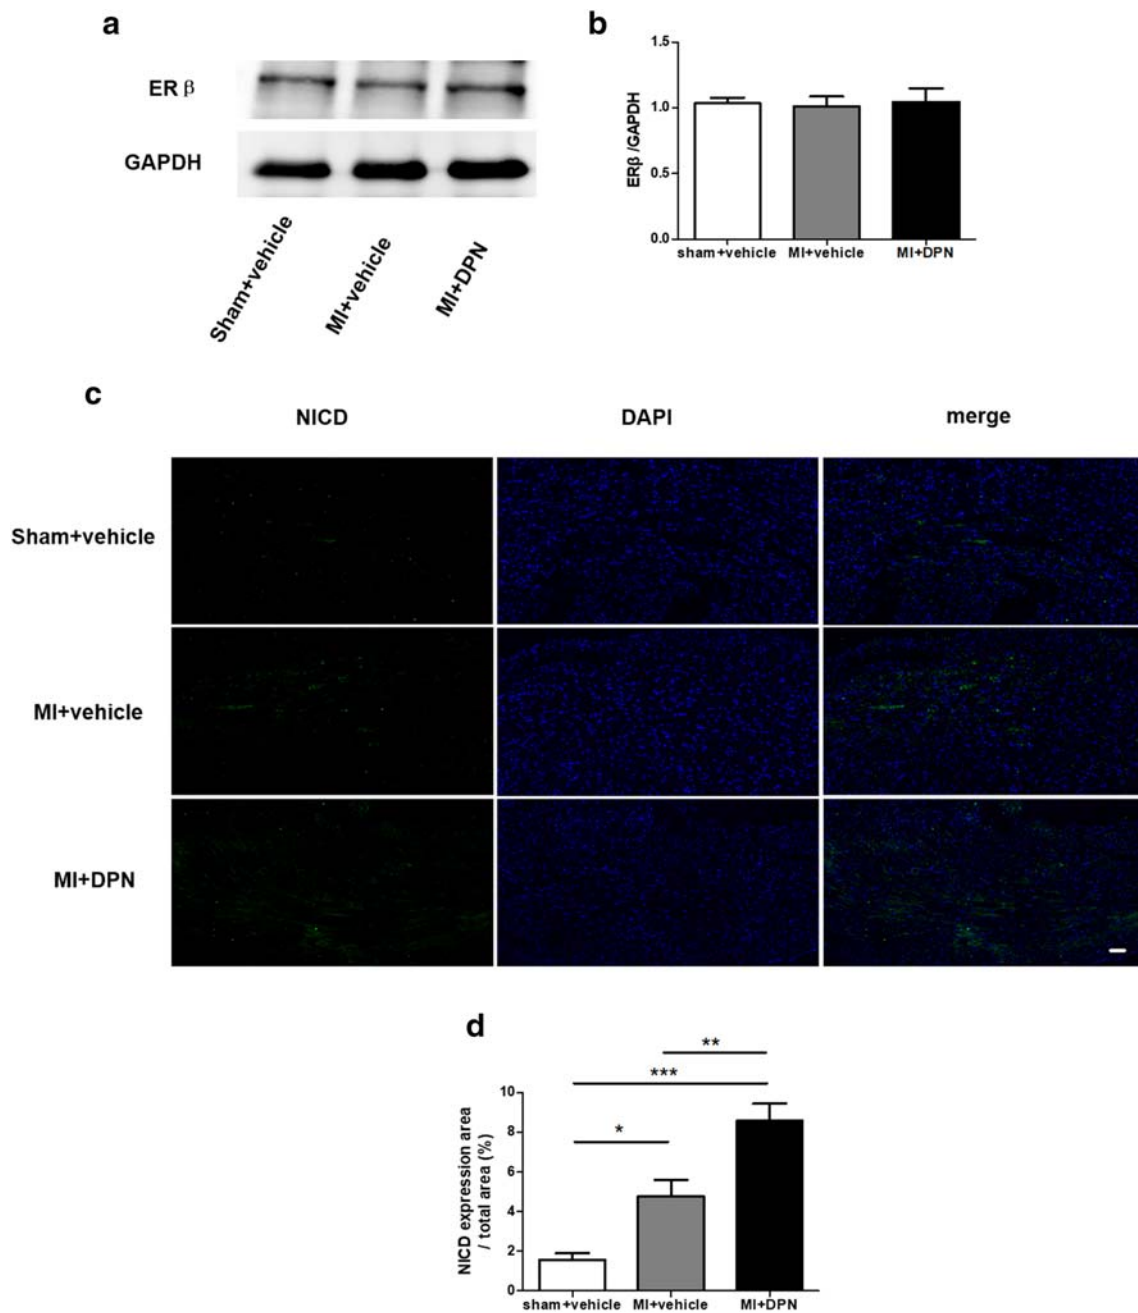 a
ER β
GAPDH
Sham+vehicle
MI+vehicle
MI+DPN
b
ERβ /GAPDH
1.5
1.0
0.5
0.0
sham+vehicle MI+vehicle MI+DPN
c
NICD DAPI merge
Sham+vehicle
MI+vehicle
MI+DPN
d
NICD expression area
/ total area (%)
**
***
*
10
8
6
4
2
0
sham+vehicle MI+vehicle MI+DPN